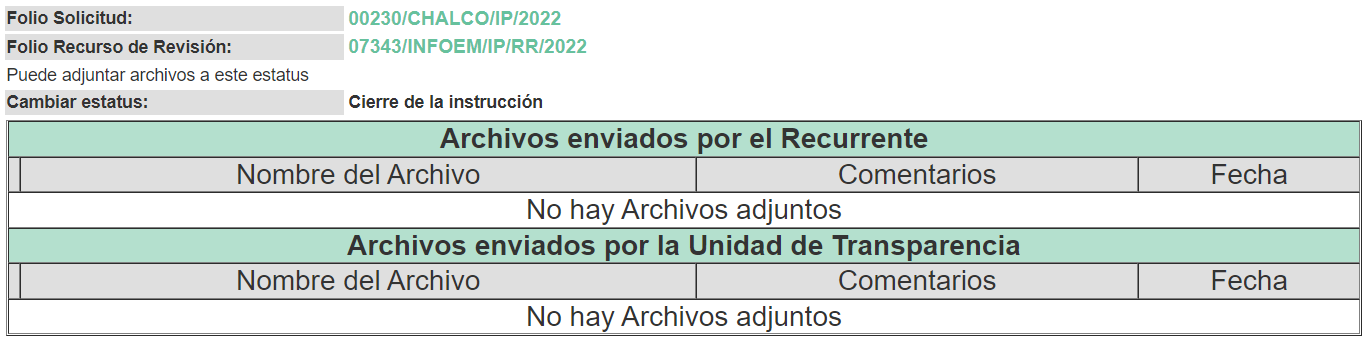 Folio Solicitud: 00230/CHALCO/IP/2022
Folio Recurso de Revisión: 07343/INFOEM/IP/RR/2022
Puede adjuntar archivos a este estatus
Cambiar estatus: Cierre de la instrucción
Archivos enviados por el Recurrente
Nombre del Archivo Comentarios Fecha
No hay Archivos adjuntos
Archivos enviados por la Unidad de Transparencia
Nombre del Archivo Comentarios Fecha
No hay Archivos adjuntos